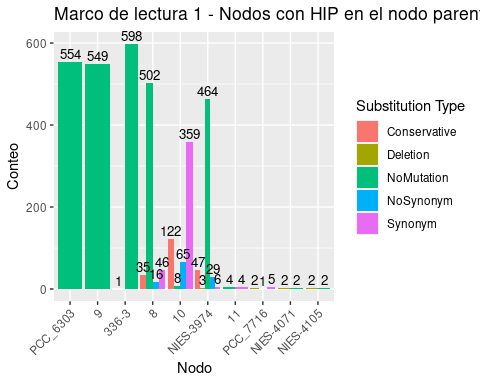 Marco de lectura 1 - Nodos con HIP en el nodo parent
Conteo
600
400
200
0
554
549
1
598
35
502
16
46
122
8
65
359
47
3
464
29
6
4
4
4
2
1
5
2
2
2
2
PCC_6303
9
336-3
8
10
NIES-3974
11
PCC_7716
NIES-4071
NIES-4105
Nodo
Substitution Type
Conservative
Deletion
NoMutation
NoSynonym
Synonym